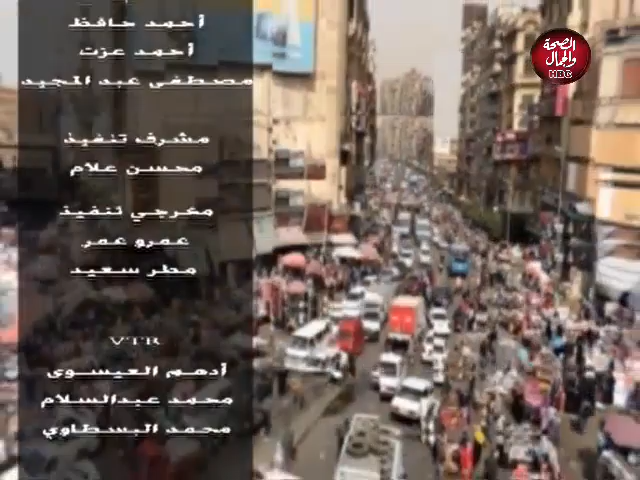 أحمد حافظ
أحمد عزت
مصطفى عبد المجيد
مشرف تنفيذ
محسن علام
مخرجي تنفيذ
عمرو عمر
مطر سعيد
VTR
أدهم العيسوى
محمد عبدالسلام
محمد البسطاوي
الصحة
والجمال
HBC